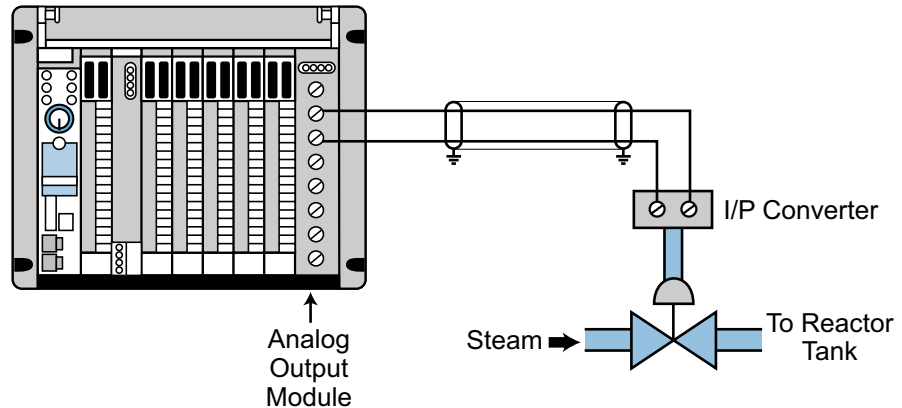 I/P Converter
Steam
To Reactor
Tank
Analog
Output
Module